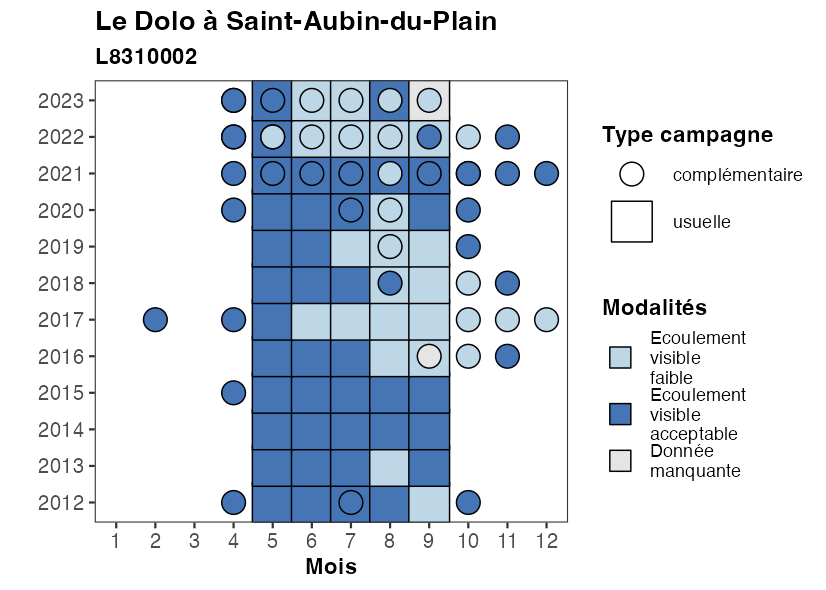 Le Dolo à Saint-Aubin-du-Plain
L8310002
2023
2022
2021
2020
2019
2018
2017
2016
2015
2014
2013
2012
1 2 3 4 5 6 7 8 9 10 11 12
Mois
Type campagne
complémentaire
usuelle
Modalités
Ecoulement
visible
faible
Ecoulement
visible
acceptable
Donnée
manquante